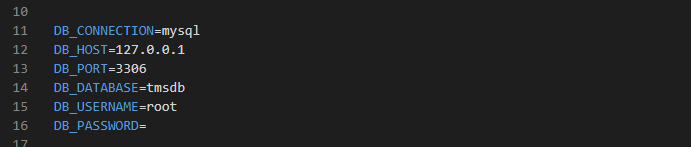 10
11 DB_CONNECTION=mysql
12 DB_HOST=127.0.0.1
13 DB_PORT=3306
14 DB_DATABASE=tmsdb
15 DB_USERNAME=root
16 DB_PASSWORD=
17